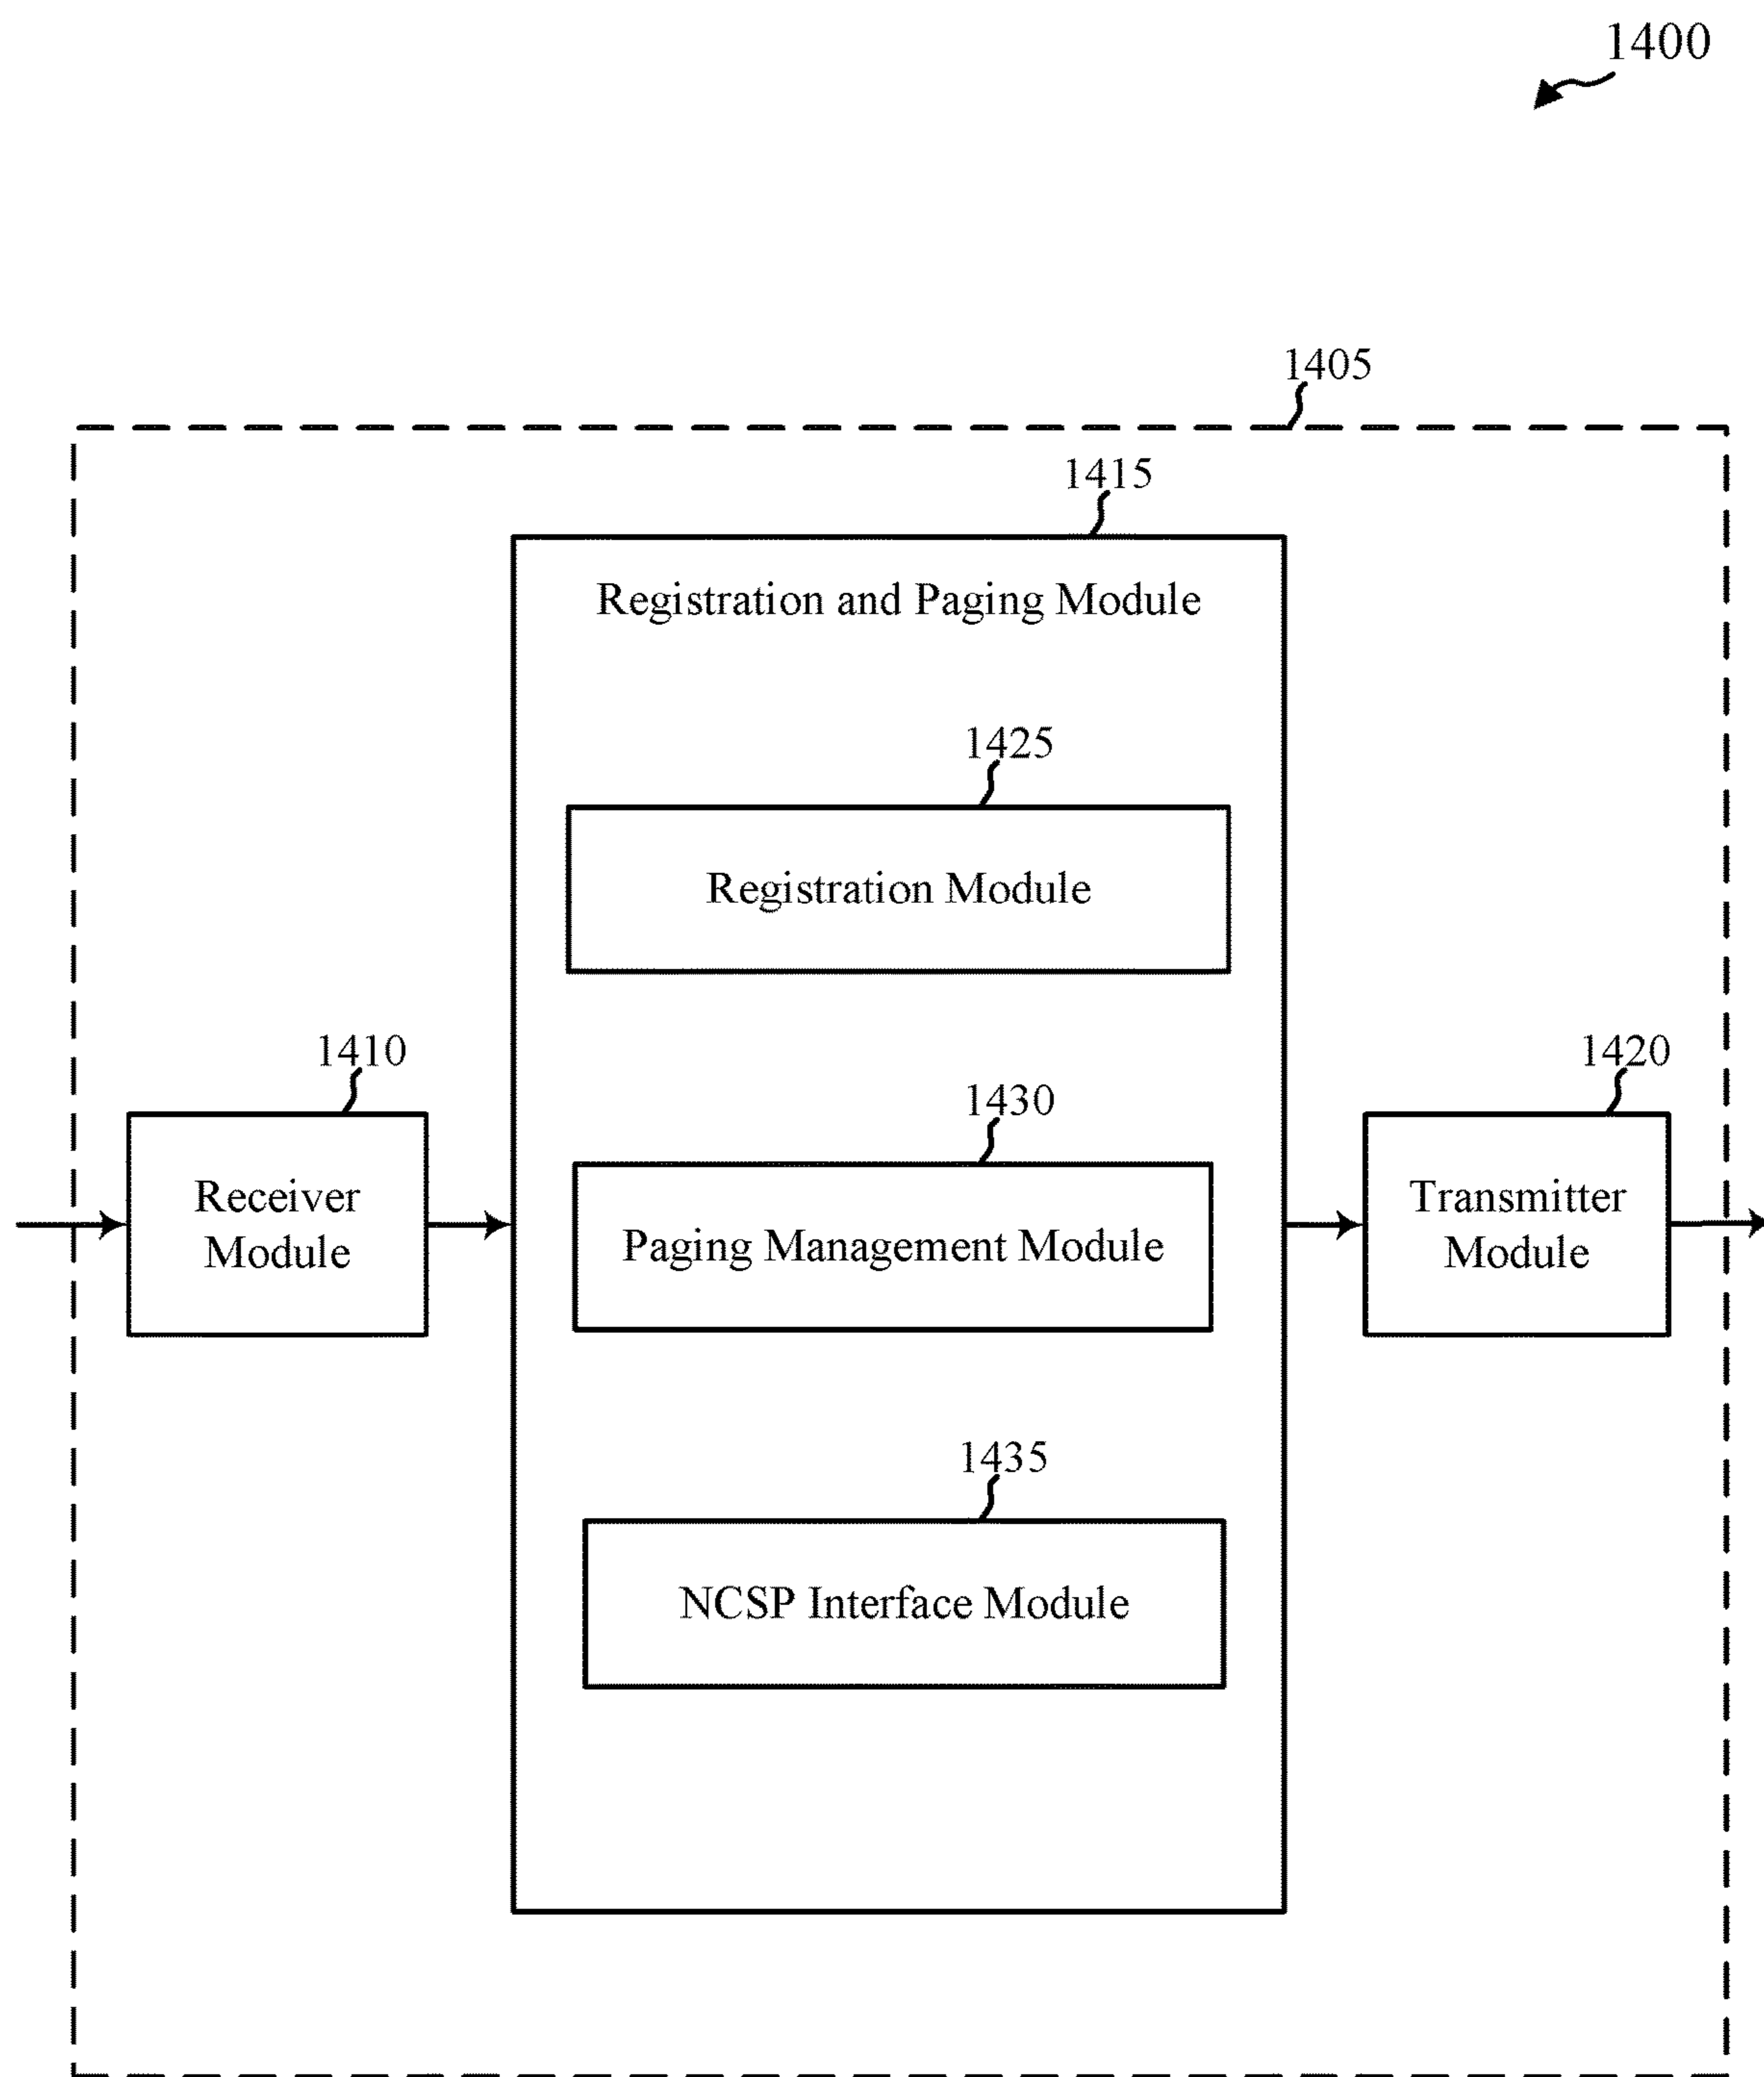 1400
1405
1415
Registration and Paging Module
1425
Registration Module
1410
Receiver
Module
1430
Paging Management Module
1420
Transmitter
Module
1435
NCSP Interface Module